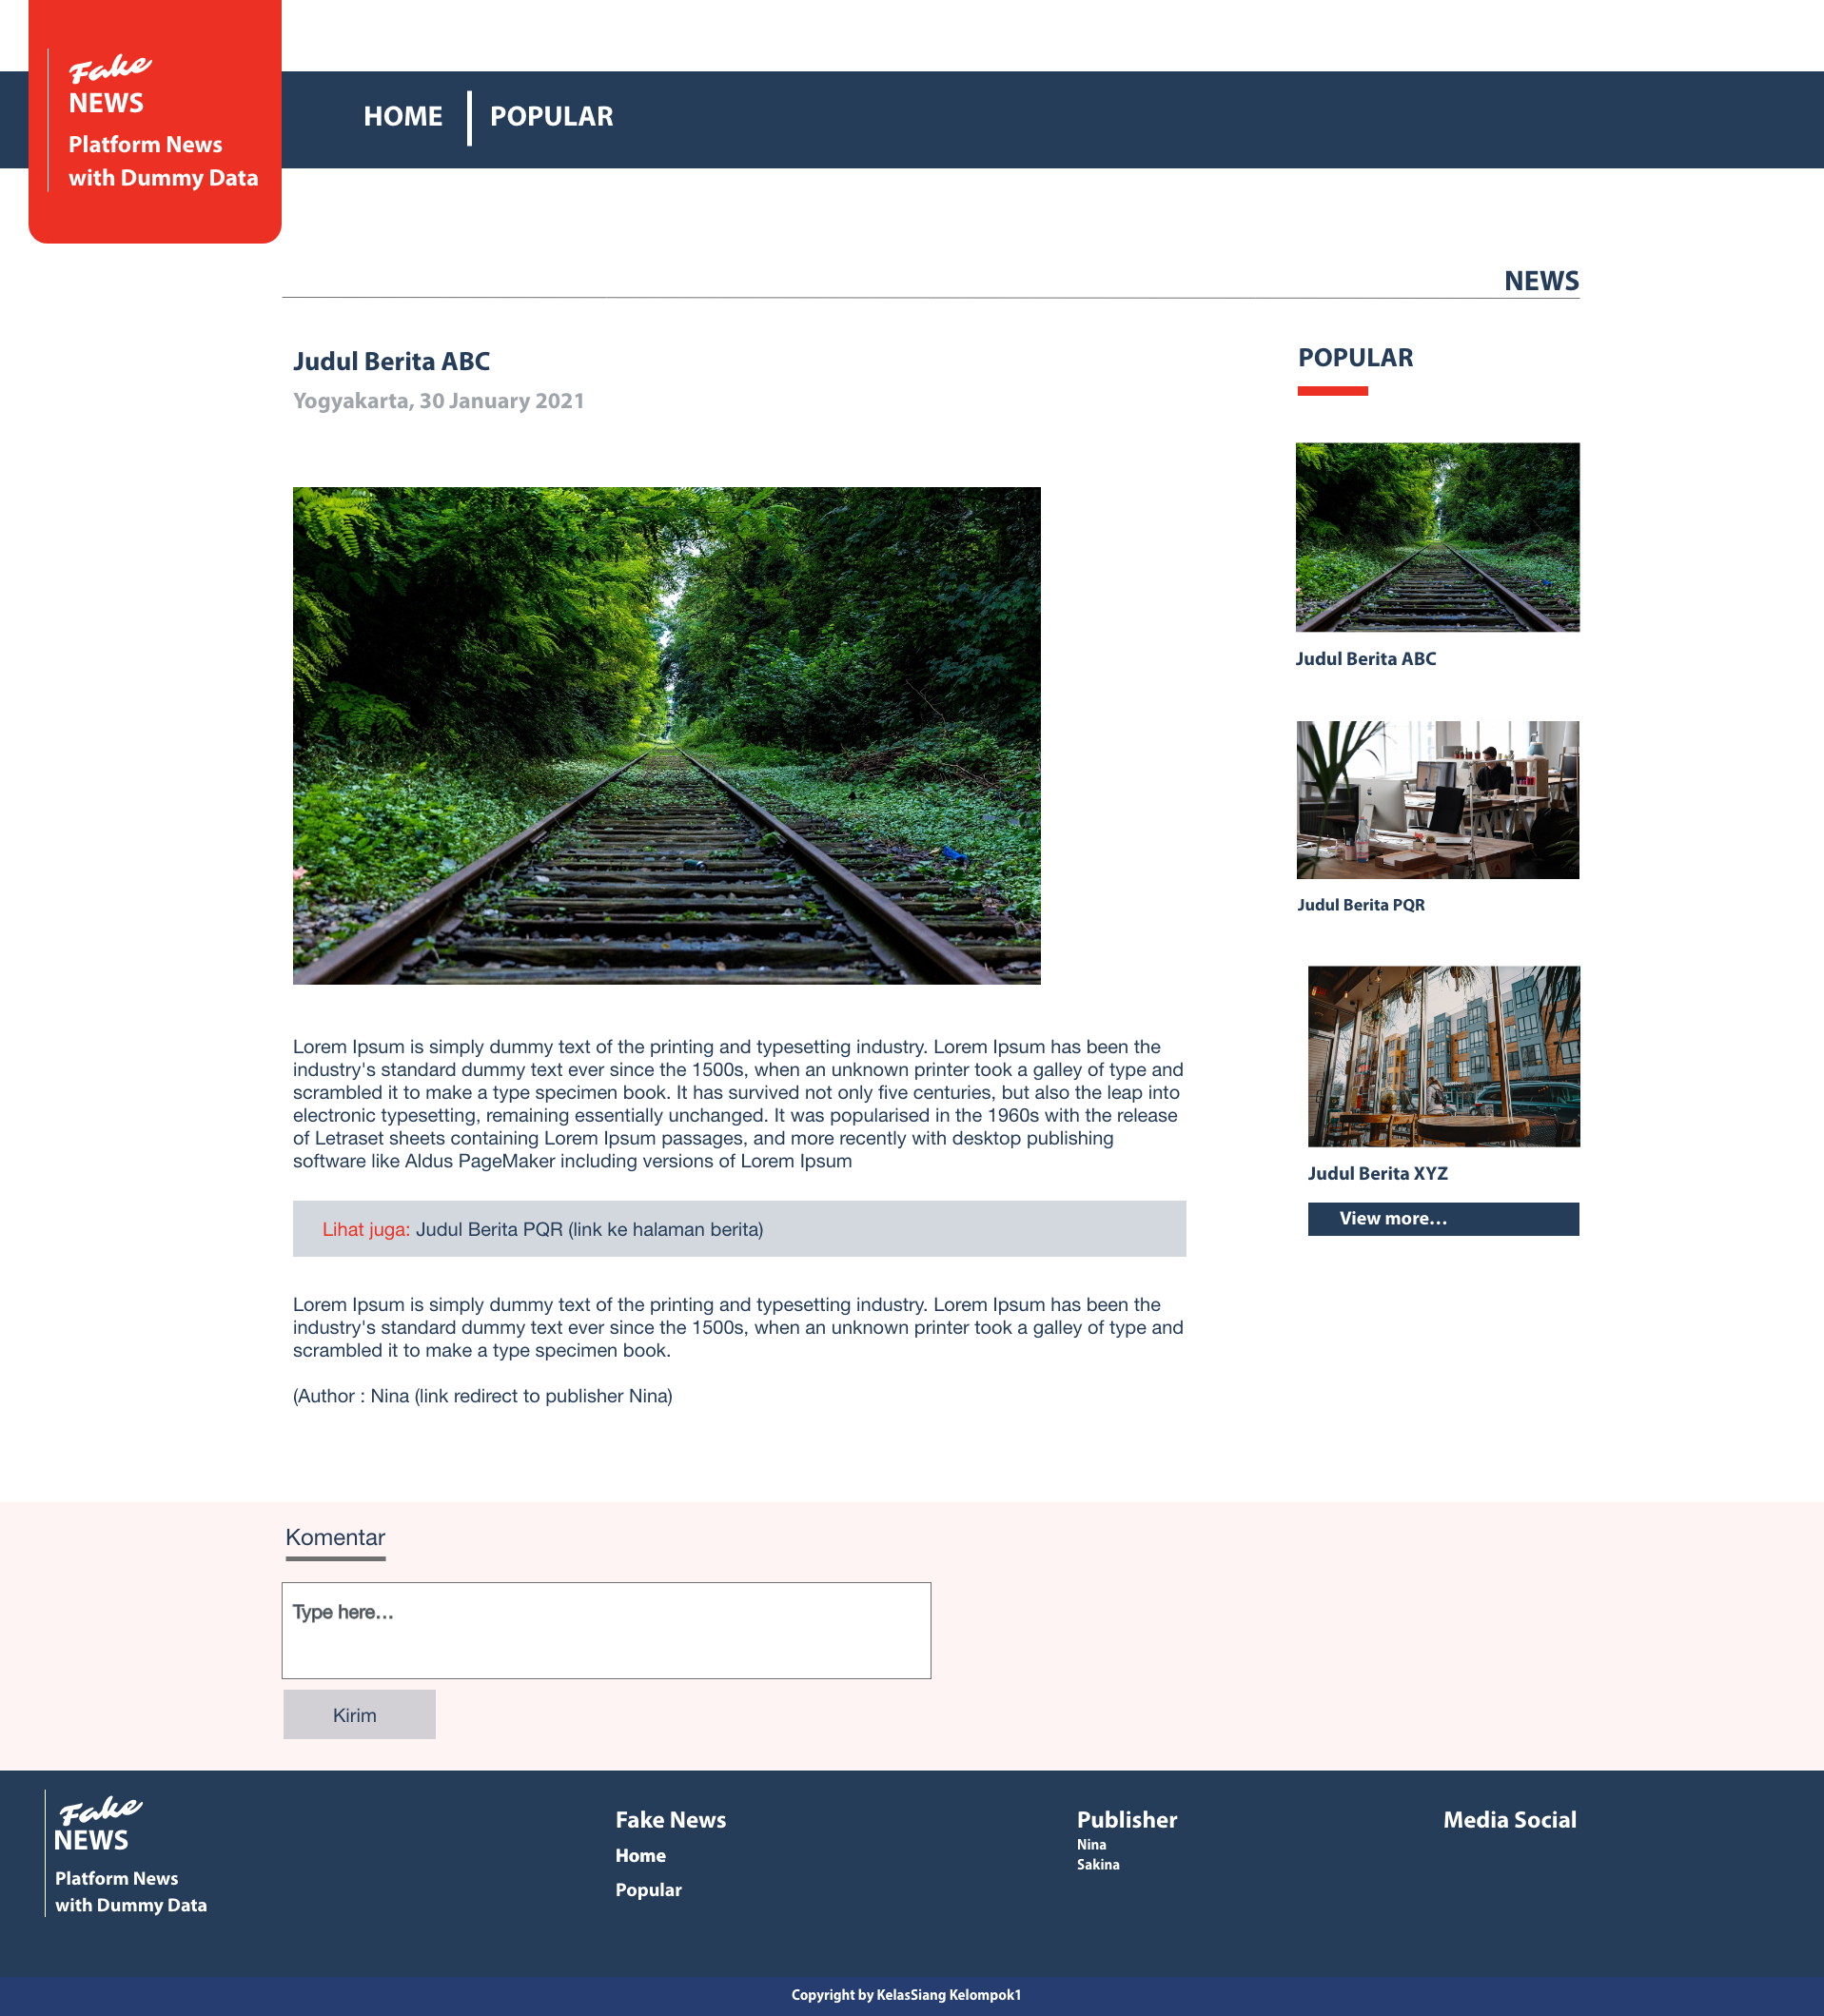 Fake
NEWS
Platform News
with Dummy Data
HOME
POPULAR
NEWS
Judul Berita ABC
Yogyakarta, 30 January 2021
Lorem Ipsum is simply dummy text of the printing and typesetting industry. Lorem Ipsum has been the
industry's standard dummy text ever since the 1500s, when an unknown printer took a galley of type and
scrambled it to make a type specimen book. It has survived not only five centuries, but also the leap into
electronic typesetting, remaining essentially unchanged. It was popularised in the 1960s with the release
of Letraset sheets containing Lorem Ipsum passages, and more recently with desktop publishing
software like Aldus PageMaker including versions of Lorem Ipsum
Lihat juga: Judul Berita PQR (link ke halaman berita)
Lorem Ipsum is simply dummy text of the printing and typesetting industry. Lorem Ipsum has been the
industry's standard dummy text ever since the 1500s, when an unknown printer took a galley of type and
scrambled it to make a type specimen book.
(Author : Nina (link redirect to publisher Nina)
POPULAR
Judul Berita ABC
Judul Berita PQR
Judul Berita XYZ
View more...
Komentar
Type here...
Kirim
Fake
NEWS
Platform News
with Dummy Data
Fake News
Home
Popular
Publisher
Nina
Sakina
Media Social
Copyright by KelasSiang Kelompok1